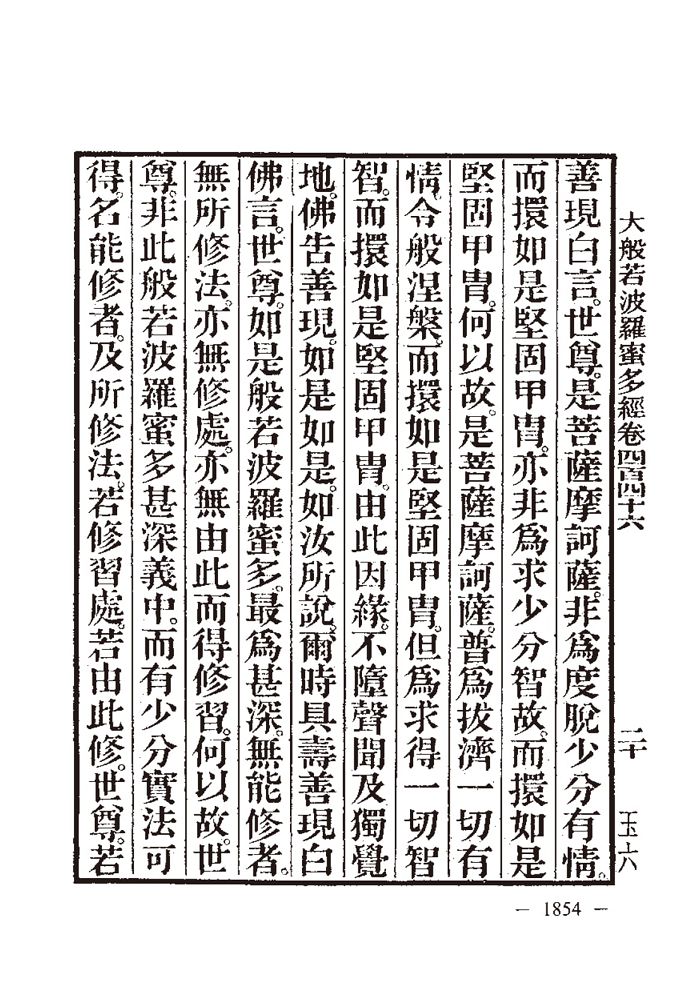 大般若波羅蜜多經卷四百四十六
二十
玉六
善現白言。世尊。是菩薩摩訶薩。非爲度脫少分有情。
而擐如是堅固甲冑。亦非爲求少分智故。而擐如是
堅固甲冑。何以故。是菩薩摩訶薩。普爲拔濟一切有
情。令般涅槃。而擐如是堅固甲冑。但爲求得一切智
智。而擐如是堅固甲冑。由此因緣。不墮聲聞及獨覺
地。佛告善現。如是如是。如汝所說。爾時具壽善現白
佛言。世尊。如是般若波羅蜜多。最爲甚深。無能修者。
無所修法。亦無修處。亦無由此而得修習。何以故。世
尊。非此般若波羅蜜多甚深義中。而有少分實法可
得。名能修者。及所修法。若修習處。若由此修。世尊。若
— 1854 —